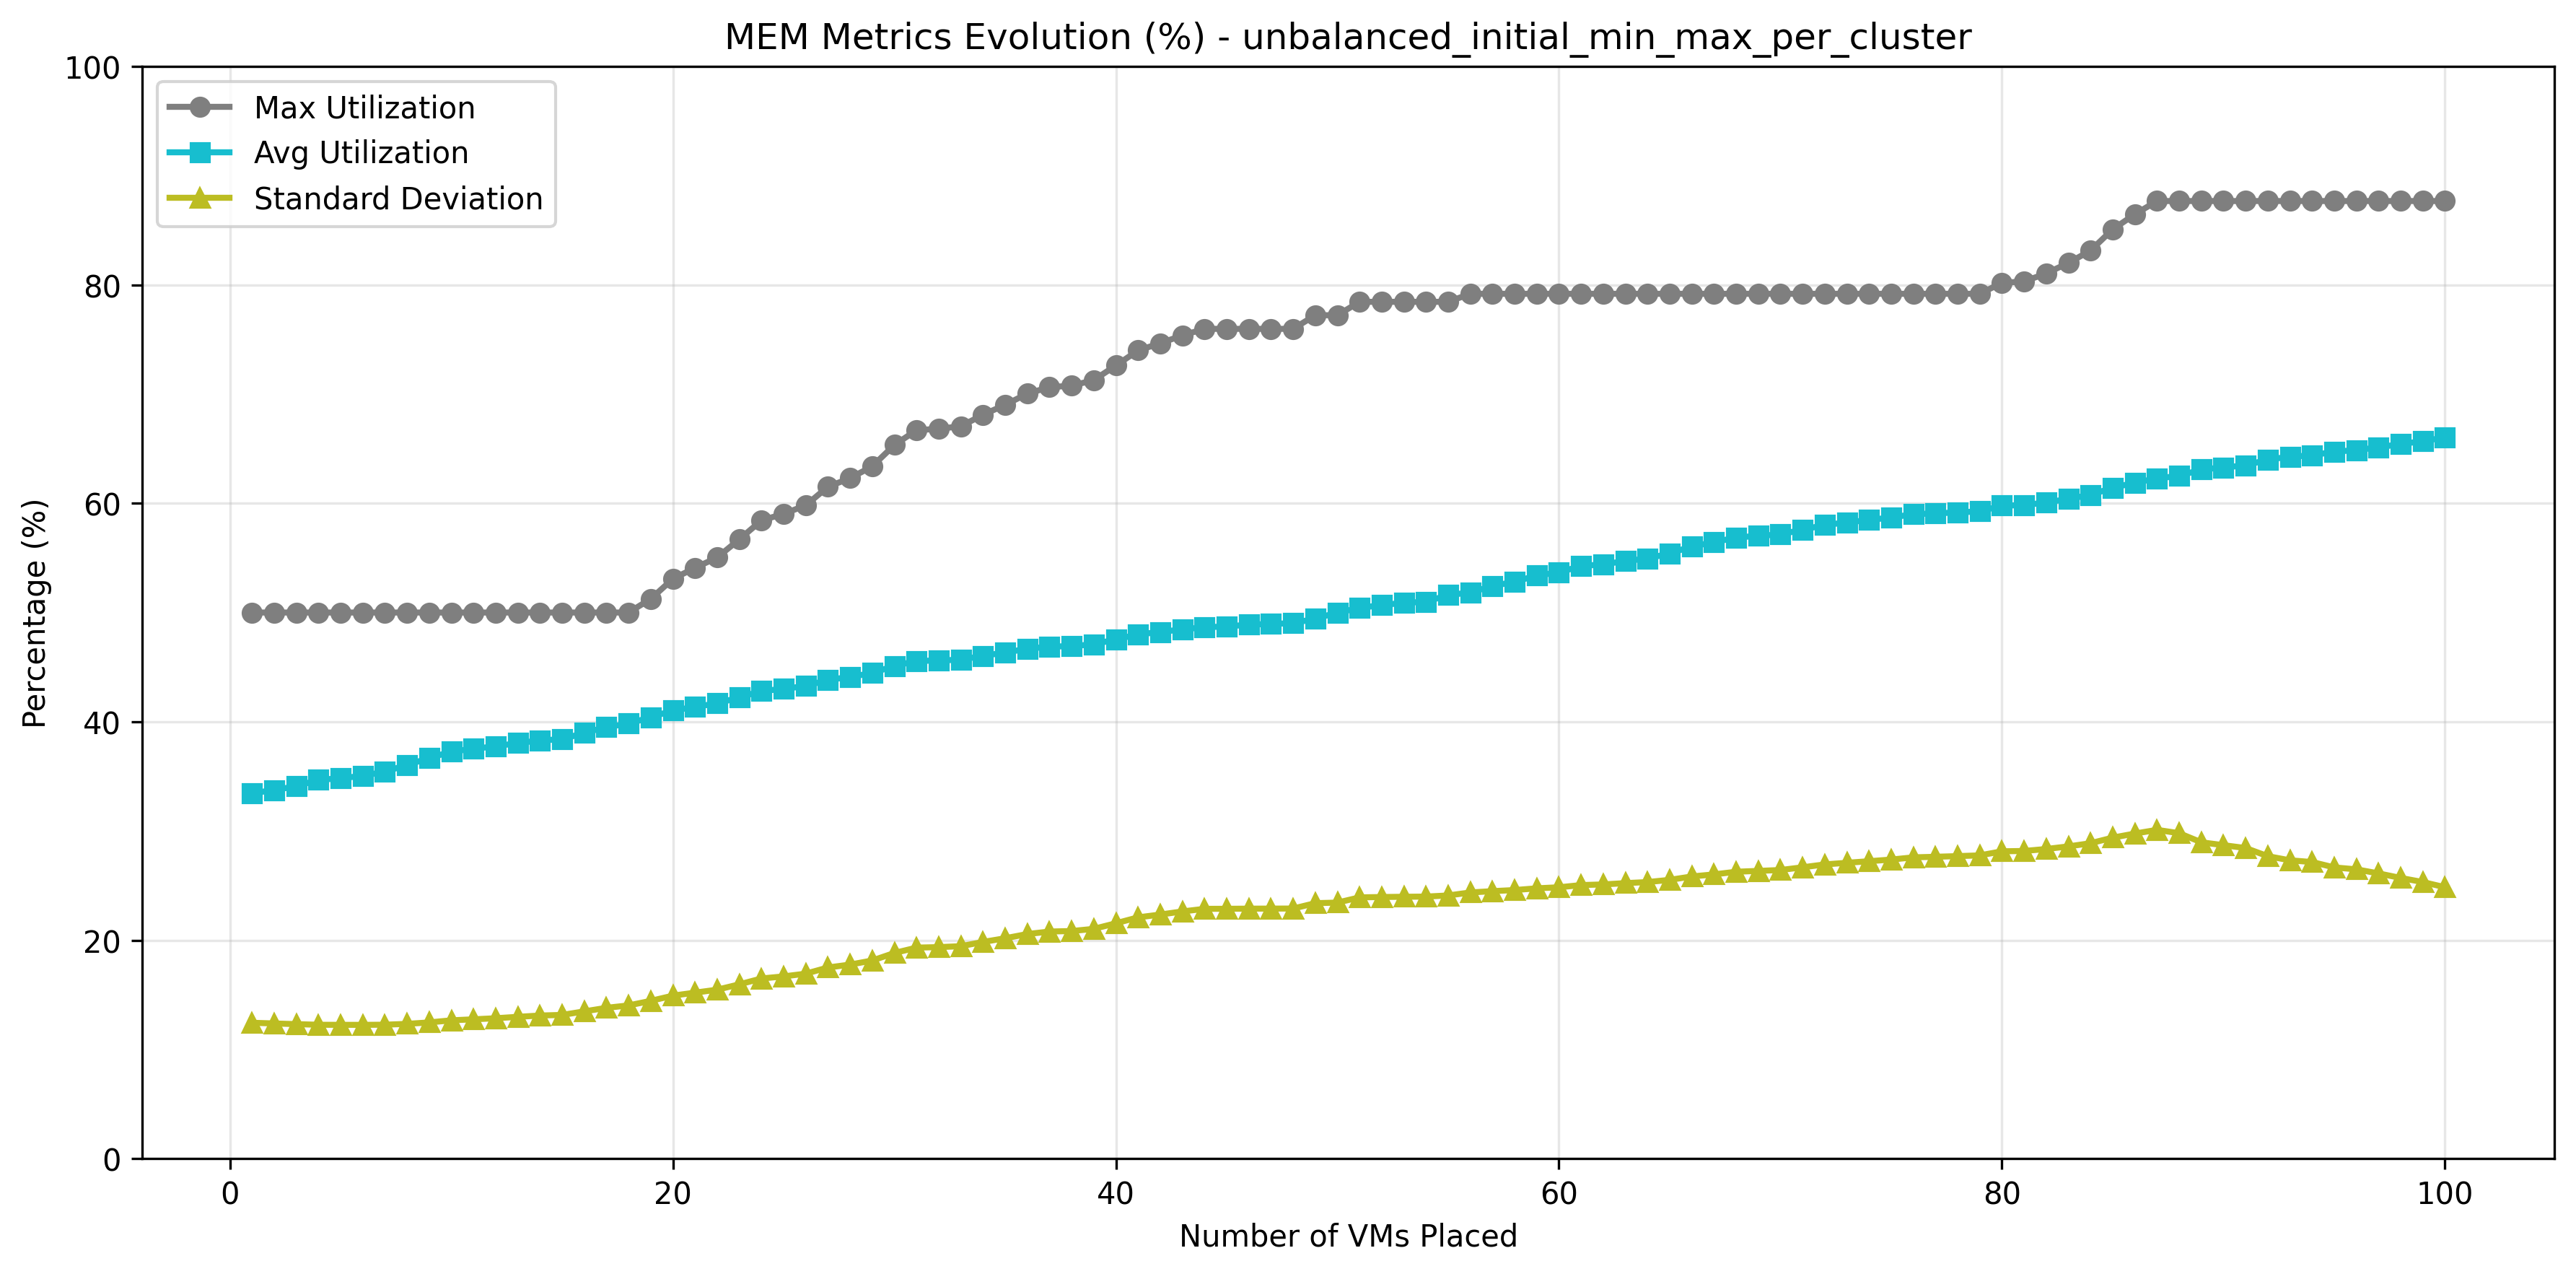 MEM Metrics Evolution (%) - unbalanced_initial_min_max_per_cluster
Max Utilization
Avg Utilization
Standard Deviation
Percentage (%)
100
80
60
40
20
0
0 20 40 60 80 100
Number of VMs Placed